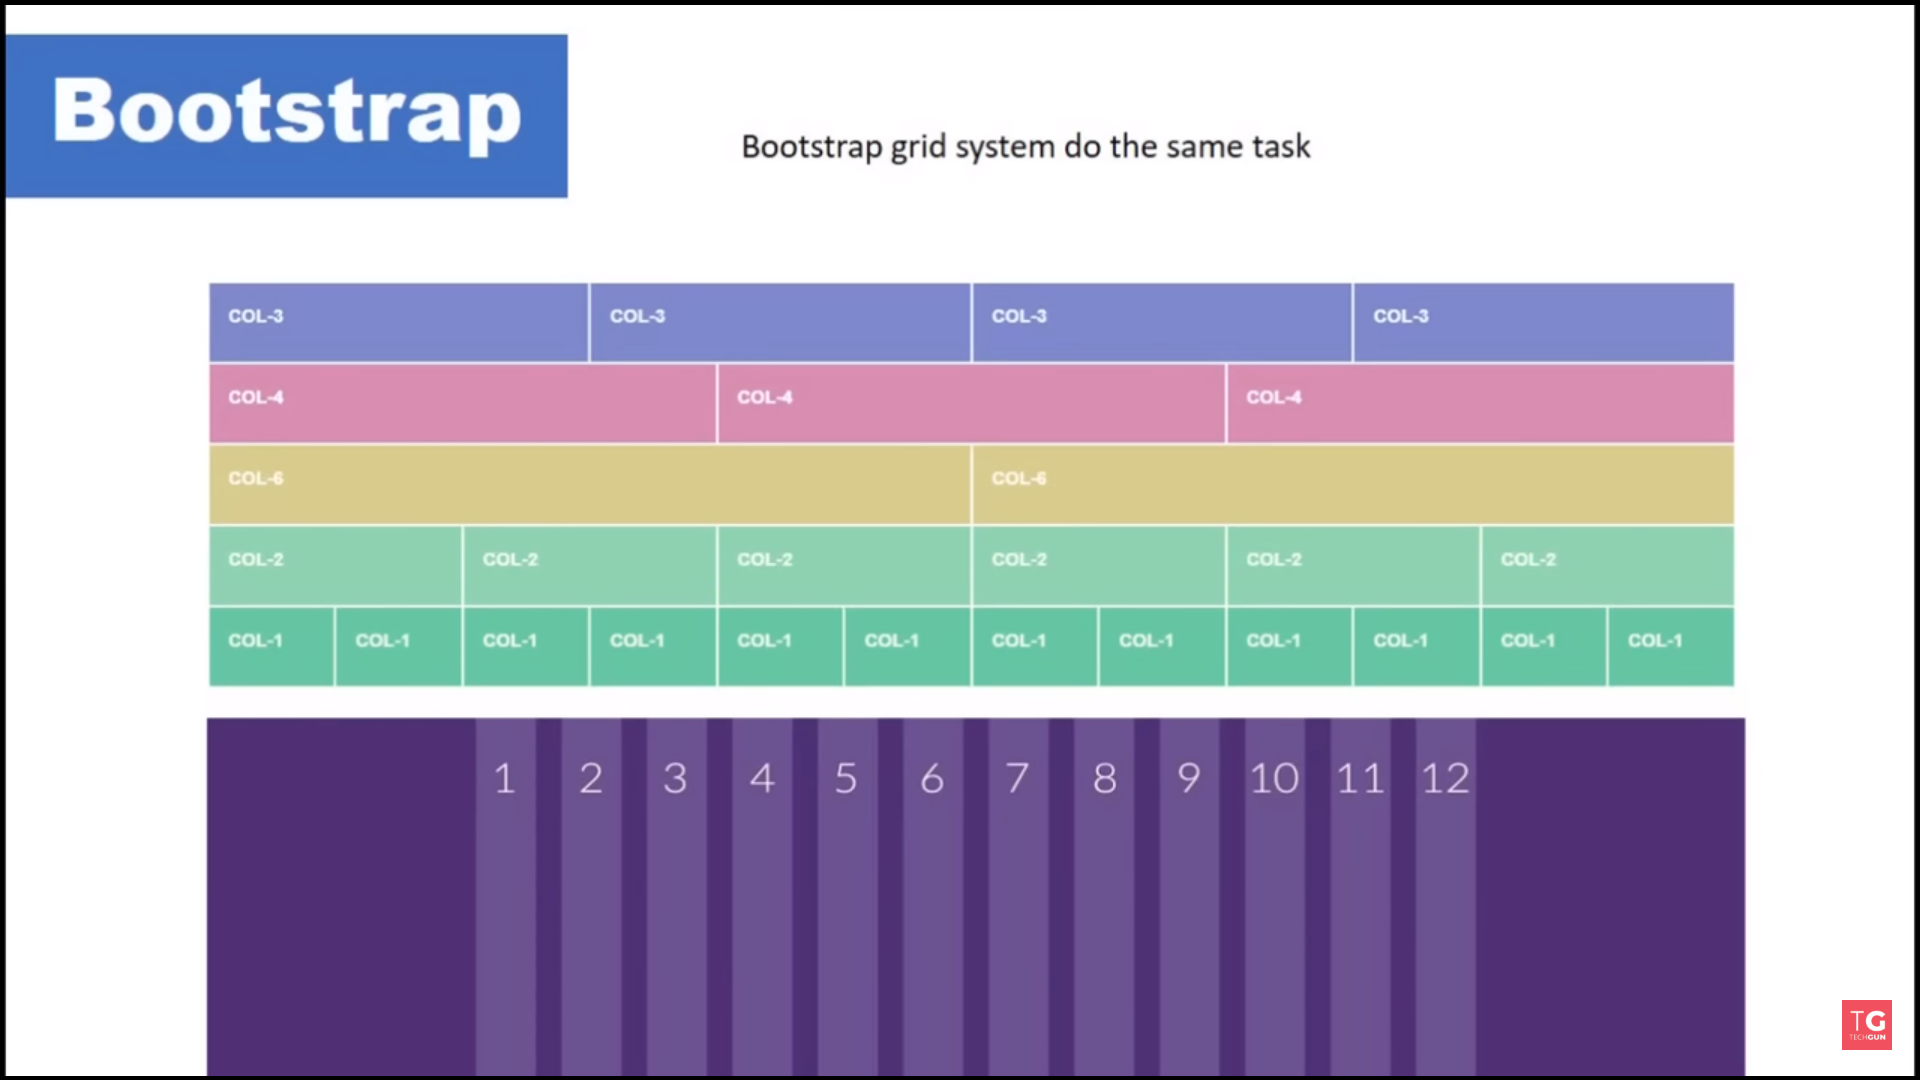 Bootstrap
Bootstrap grid system do the same task
COL-3 COL-3 COL-3 COL-3
COL-4 COL-4 COL-4
COL-6 COL-6
COL-2 COL-2 COL-2 COL-2 COL-2 COL-2
COL-1 COL-1 COL-1 COL-1 COL-1 COL-1 COL-1 COL-1 COL-1 COL-1 COL-1 COL-1
1 2 3 4 5 6 7 8 9 10 11 12
TG
TECHGUN